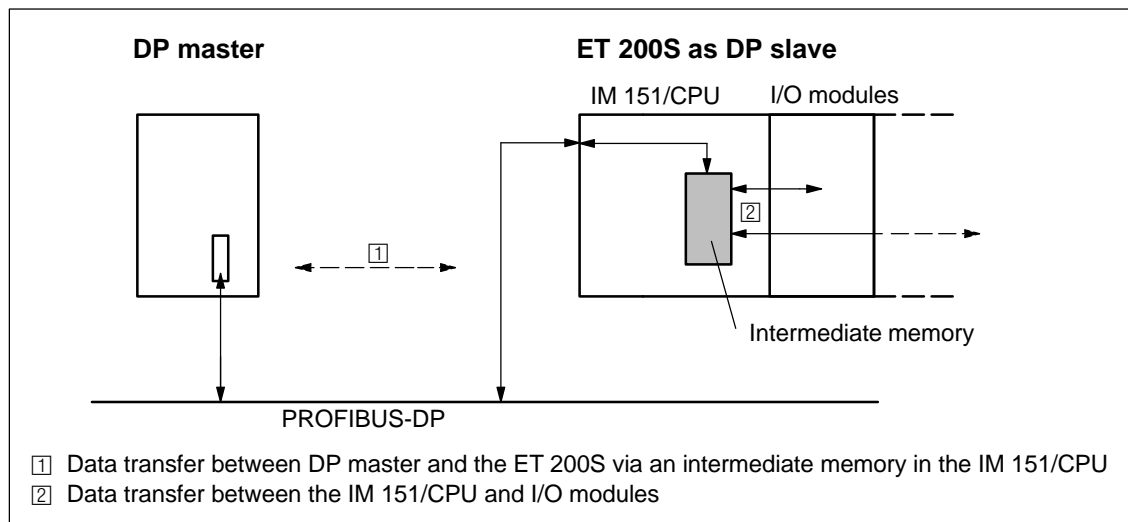 DP master
ET 200S as DP slave
IM 151/CPU
I/O modules
1
2
Intermediate memory
PROFIBUS-DP
1 Data transfer between DP master and the ET 200S via an intermediate memory in the IM 151/CPU
2 Data transfer between the IM 151/CPU and I/O modules